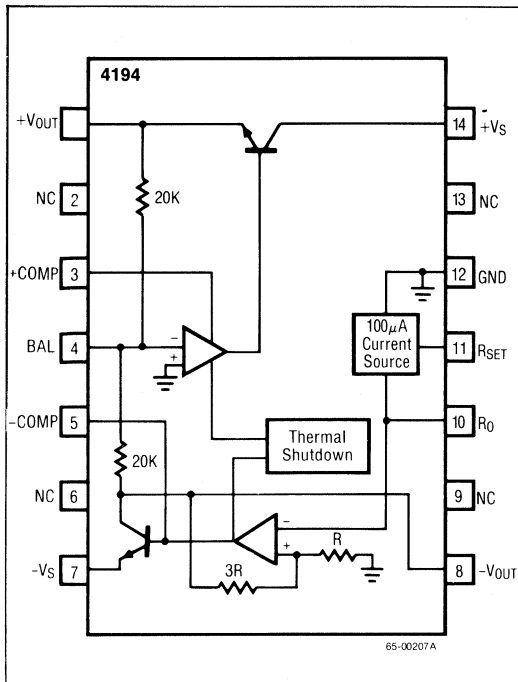 4194
+VOUT
14
+VS
20K
NC
2
13
NC
+COMP
3
12
GND
100μA
Current
Source
BAL
4
−
+
11
RSET
-COMP
5
10
RO
20K
Thermal
Shutdown
NC
6
9
NC
−
+
R
3R
-VS
7
8
-VOUT
65-00207A